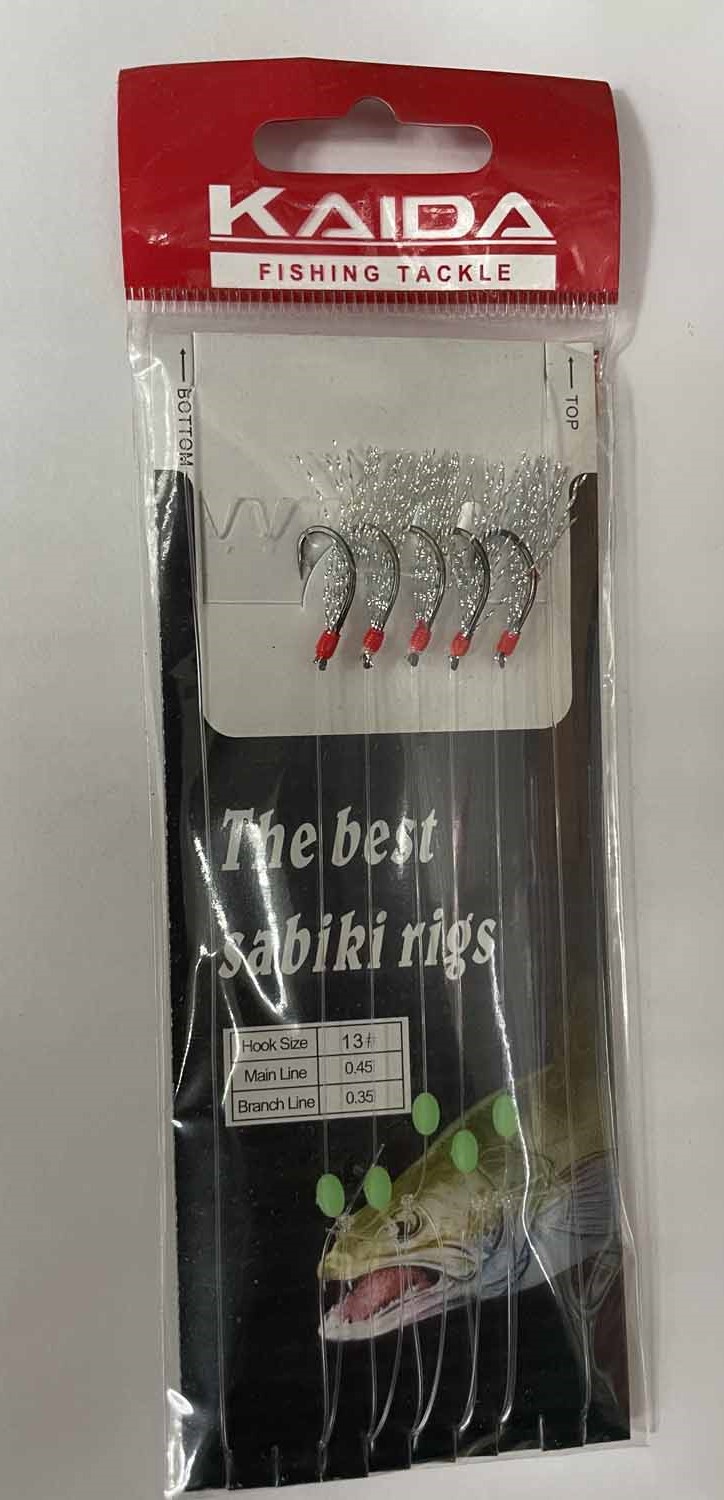 KAIDA
FISHING TACKLE
BOTTOM
TOP
The best
sabiki rigs
Hook Size 13#
Main Line 0.45
Branch Line 0.35